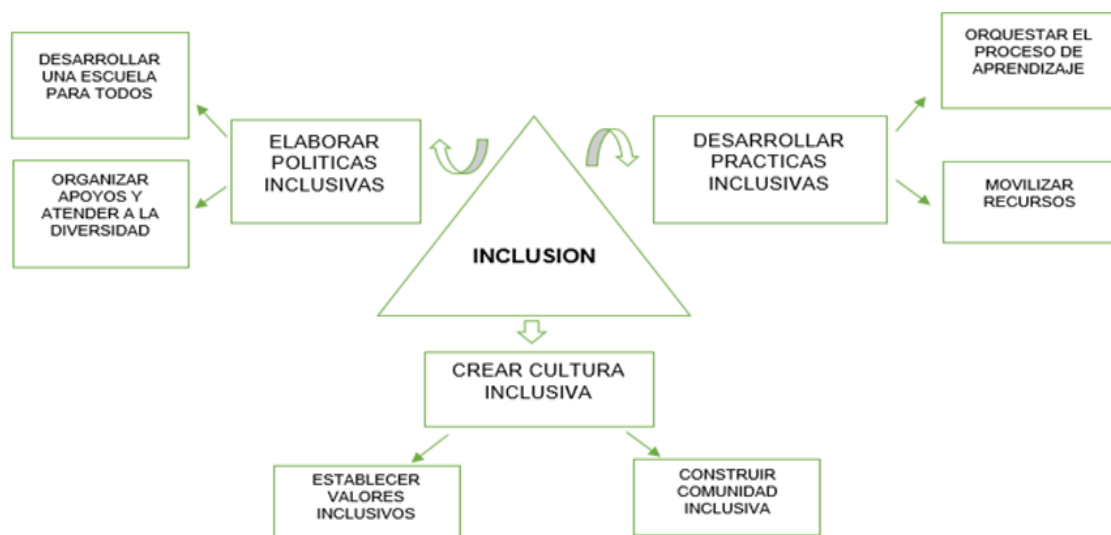 DESARROLLAR
UNA ESCUELA
PARA TODOS
ORGANIZAR
APOYOS Y
ATENDER A LA
DIVERSIDAD
ELABORAR
POLITICAS
INCLUSIVAS
INCLUSION
DESARROLLAR
PRACTICAS
INCLUSIVAS
ORQUESTAR EL
PROCESO DE
APRENDIZAJE
MOVILIZAR
RECURSOS
CREAR CULTURA
INCLUSIVA
ESTABLECER
VALORES
INCLUSIVOS
CONSTRUIR
COMUNIDAD
INCLUSIVA